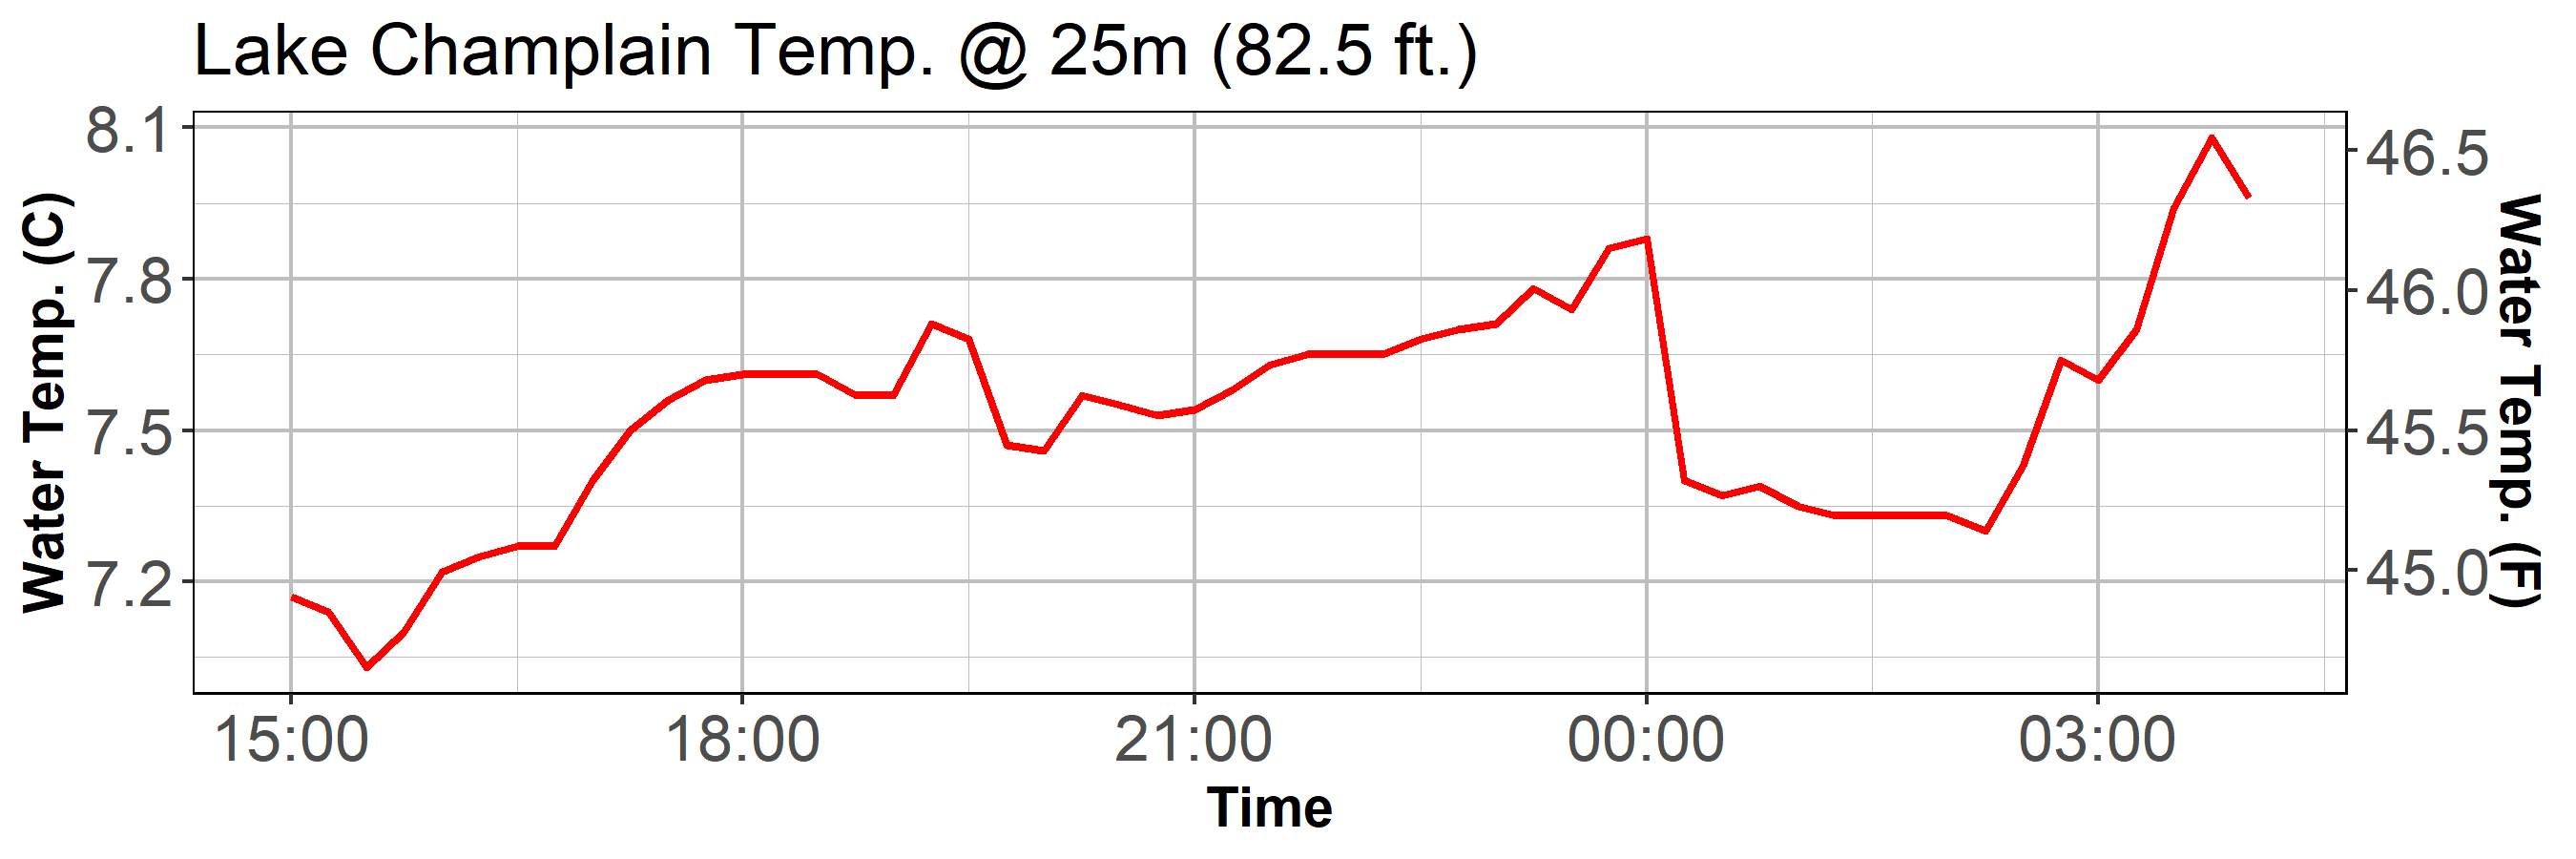 Lake Champlain Temp. @ 25m (82.5 ft.)
8.1
7.8
7.5
7.2
Water Temp. (C)
46.5
46.0
45.5
45.0
Water Temp. (F)
15:00 18:00 21:00 00:00 03:00
Time